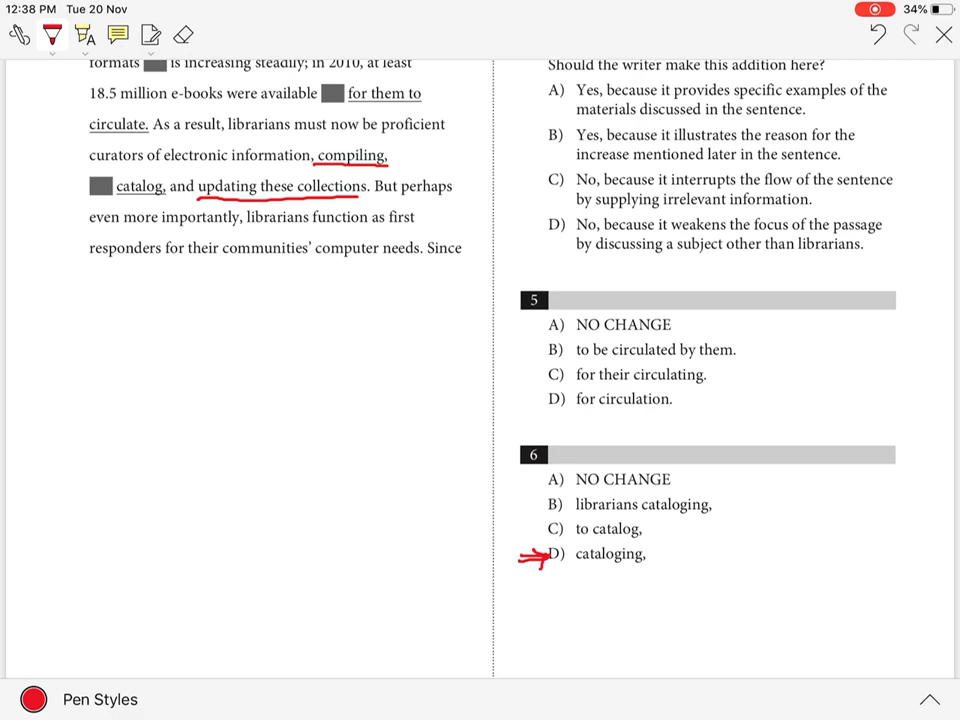 12:38 PM Tue 20 Nov
34%
formats is increasing steadily; in 2010, at least
18.5 million e-books were available for them to
circulate. As a result, librarians must now be proficient
curators of electronic information, compiling,
catalog, and updating these collections. But perhaps
even more importantly, librarians function as first
responders for their communities’ computer needs. Since
Should the writer make this addition here?
A) Yes, because it provides specific examples of the
materials discussed in the sentence.
B) Yes, because it illustrates the reason for the
increase mentioned later in the sentence.
C) No, because it interrupts the flow of the sentence
by supplying irrelevant information.
D) No, because it weakens the focus of the passage
by discussing a subject other than librarians.
5
A) NO CHANGE
B) to be circulated by them.
C) for their circulating.
D) for circulation.
6
A) NO CHANGE
B) librarians cataloging,
C) to catalog,
D) cataloging,
Pen Styles